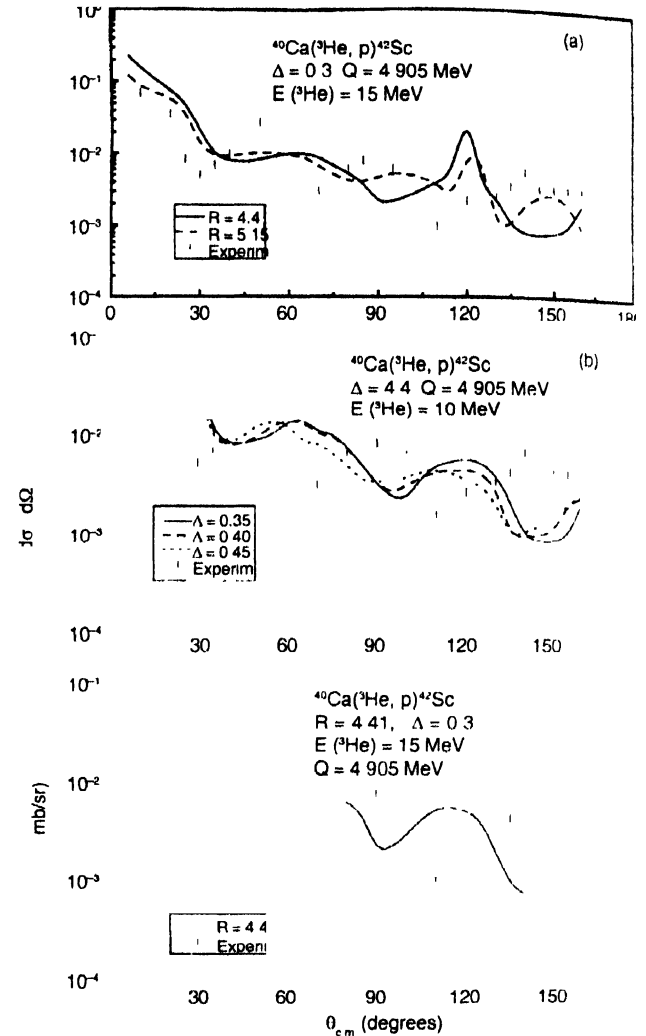 10⁰
⁴⁰Ca(³He, p)⁴²Sc
(a)
Δ = 0 3 Q = 4 905 MeV
E (³He) = 15 MeV
10⁻¹
10⁻²
10⁻³
R = 4.4
R = 5 15
Experim
10⁻⁴
0 30 60 90 120 150 18
10⁻
⁴⁰Ca(³He, p)⁴²Sc
(b)
Δ = 4 4 Q = 4 905 MeV
E (³He) = 10 MeV
10⁻²
dσ dΩ
10⁻³
Λ = 0.35
Λ = 0 40
Δ = 0 45
Experim
10⁻⁴
30 60 90 120 150
10⁻¹
⁴⁰Ca(³He, p)⁴²Sc
R = 4 41, Δ = 0 3
E (³He) = 15 MeV
Q = 4 905 MeV
10⁻²
mb/sr)
10⁻³
R = 4 4
Experi
10⁻⁴
30 60 90 120 150
θc m (degrees)